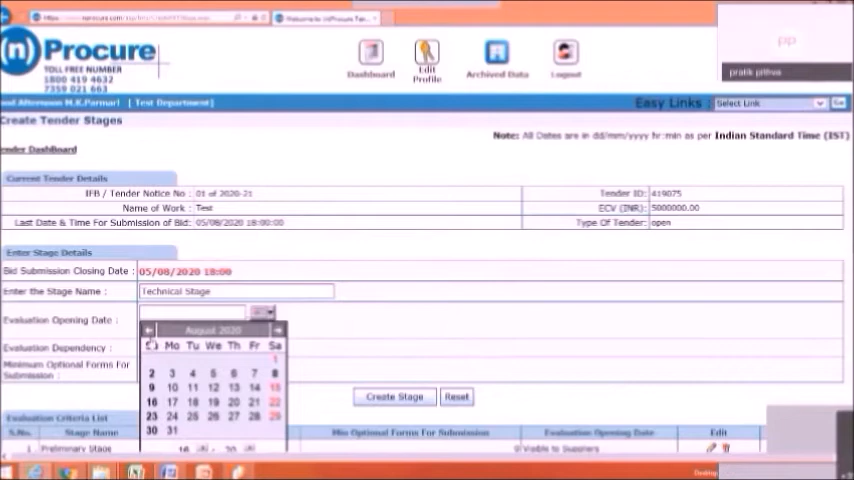 Welcome to (n)Procure Ten..
(n)Procure
TOLL FREE NUMBER
1800 419 4632
7359 021 663
Dashboard
Edit Profile
Archived Data
Logout
pp
pratik pithva
Afternoon M.K.Parmar! | Test Department]
Easy Links : Select Link
Create Tender Stages
Note: All Dates are in dd/mm/yyyy hr:min as per Indian Standard Time (IST)
ender DashBoard
Current Tender Details
IFB / Tender Notice No : 01 of 2020-21
Tender ID: 419075
Name of Work : Test
ECV (INR): 5000000.00
Last Date & Time For Submission of Bid: 05/08/2020 18:00:00
Type Of Tender: open
Enter Stage Details
Bid Submission Closing Date : 05/08/2020 18:00
Enter the Stage Name : Technical Stage
Evaluation Opening Date :
August 2020
Evaluation Dependency :
Mo Tu We Th Fr Sa
1
Minimum Optional Forms For Submission :
2 3 4 5 6 7 8
9 10 11 12 13 14 15
16 17 18 19 20 21 22
23 24 25 26 27 28 29
30 31
Create Stage
Reset
Evaluation Criteria List
S.No. Stage Name Min Optional Forms For Submission Evaluation Opening Date Edit
1 Preliminary Stage 0 Visible to Suppliers
Desktop